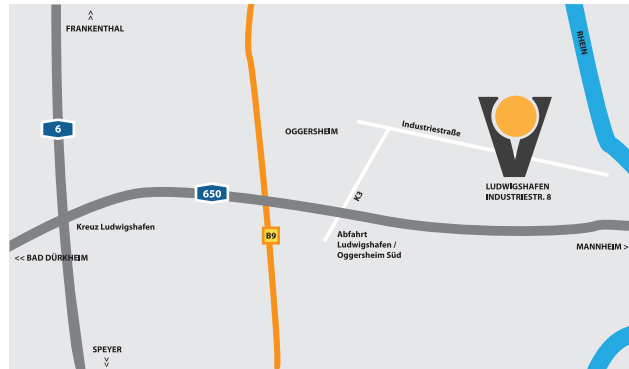 FRANKENTHAL
RHEIN
6
OGGERSHEIM
Industriestraße
LUDWIGSHAFEN
INDUSTRIESTR. 8
650
K3
Kreuz Ludwigshafen
B9
Abfahrt
Ludwigshafen /
Oggersheim Süd
MANNHEIM >
<< BAD DÜRKHEIM
SPEYER